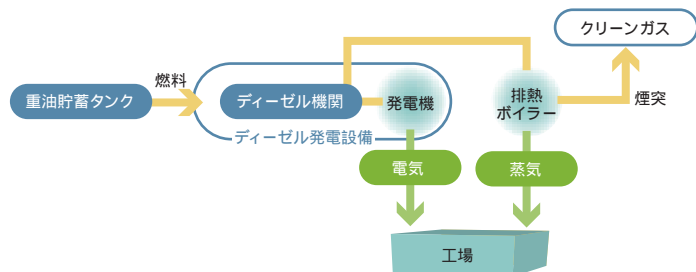 クリーンガス
燃料
重油貯蓄タンク
ディーゼル機関
発電機
排熱
ボイラー
煙突
ディーゼル発電設備
電気
蒸気
工場